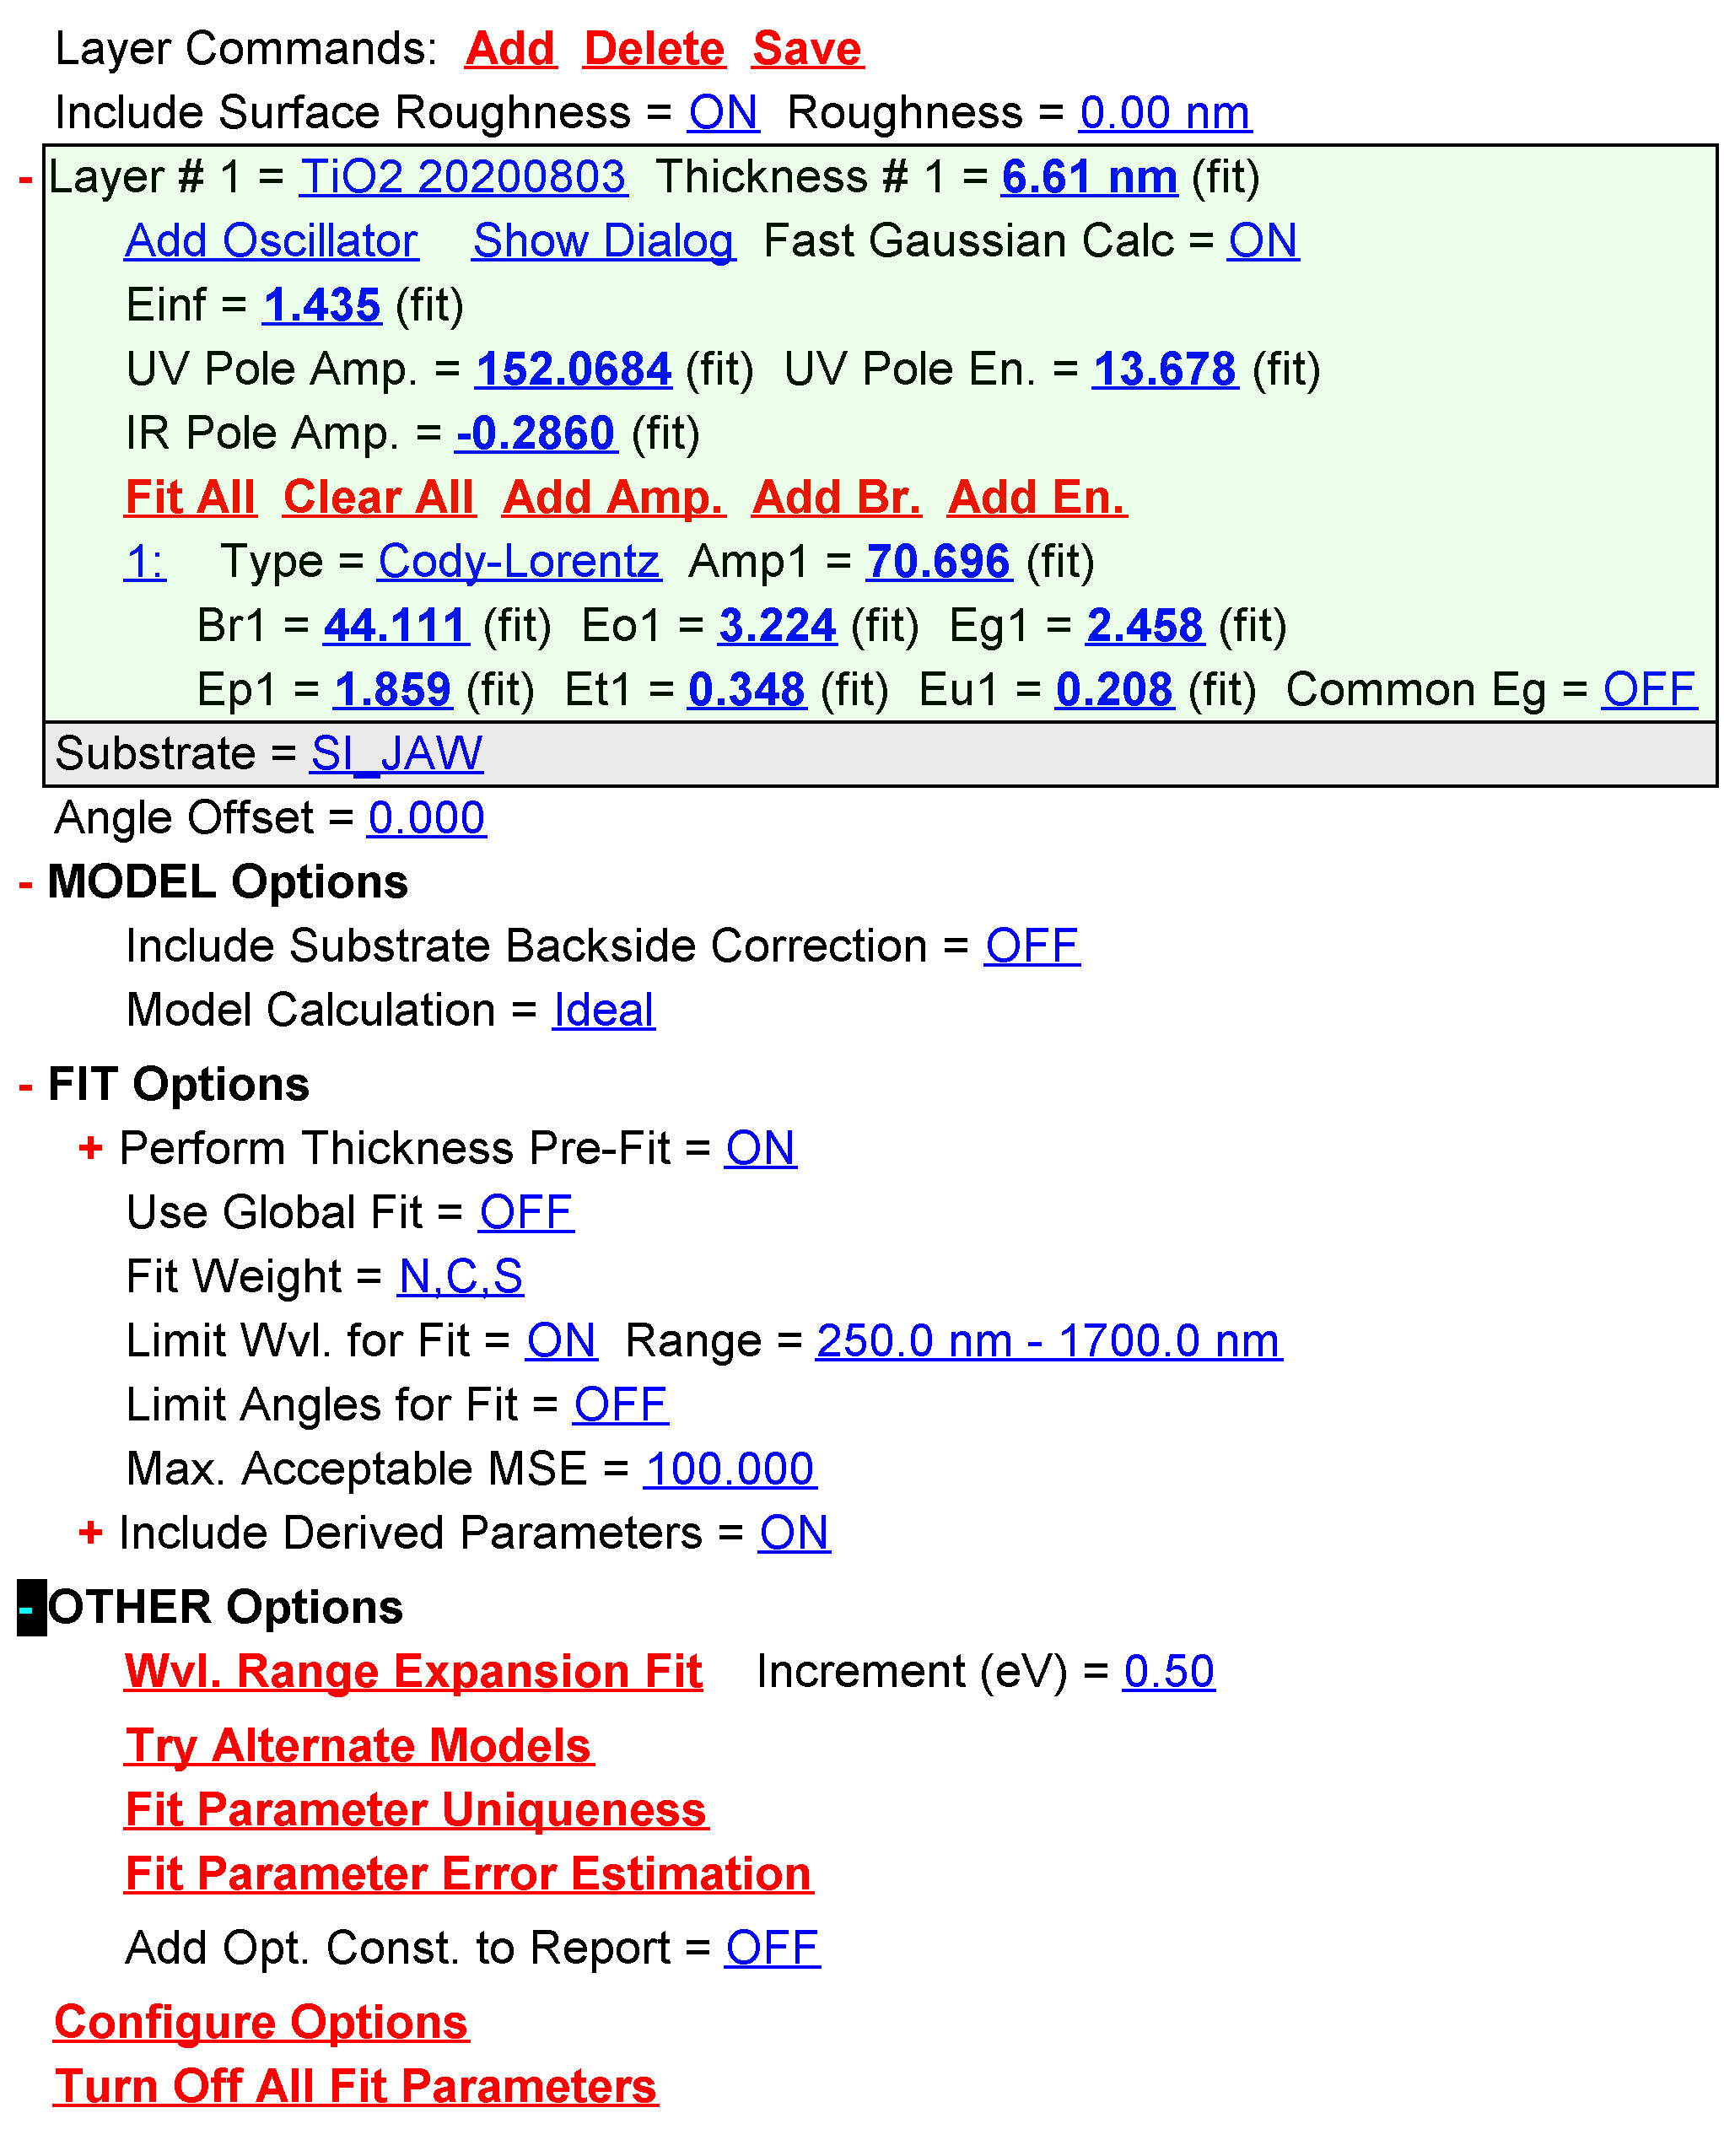 Layer Commands: Add Delete Save
Include Surface Roughness = ON Roughness = 0.00 nm
- Layer # 1 = TiO2 20200803 Thickness # 1 = 6.61 nm (fit)
Add Oscillator Show Dialog Fast Gaussian Calc = ON
Einf = 1.435 (fit)
UV Pole Amp. = 152.0684 (fit) UV Pole En. = 13.678 (fit)
IR Pole Amp. = -0.2860 (fit)
Fit All Clear All Add Amp. Add Br. Add En.
1: Type = Cody-Lorentz Amp1 = 70.696 (fit)
Br1 = 44.111 (fit) Eo1 = 3.224 (fit) Eg1 = 2.458 (fit)
Ep1 = 1.859 (fit) Et1 = 0.348 (fit) Eu1 = 0.208 (fit) Common Eg = OFF
Substrate = SI_JAW
Angle Offset = 0.000
- MODEL Options
Include Substrate Backside Correction = OFF
Model Calculation = Ideal
- FIT Options
+ Perform Thickness Pre-Fit = ON
Use Global Fit = OFF
Fit Weight = N,C,S
Limit Wvl. for Fit = ON Range = 250.0 nm - 1700.0 nm
Limit Angles for Fit = OFF
Max. Acceptable MSE = 100.000
+ Include Derived Parameters = ON
- OTHER Options
Wvl. Range Expansion Fit Increment (eV) = 0.50
Try Alternate Models
Fit Parameter Uniqueness
Fit Parameter Error Estimation
Add Opt. Const. to Report = OFF
Configure Options
Turn Off All Fit Parameters